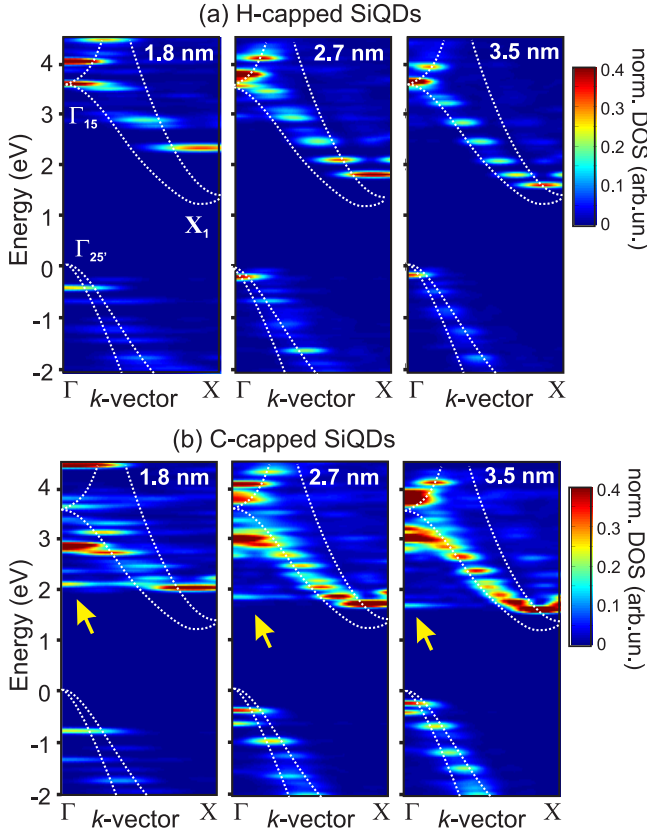 (a) H-capped SiQDs
1.8 nm
2.7 nm
3.5 nm
Energy (eV)
4
3
2
1
0
-1
-2
Γ15
X1
Γ25'
Γ X
Γ X
Γ X
k-vector
k-vector
k-vector
0.4
0.3
0.2
0.1
0
norm. DOS (arb.un.)
(b) C-capped SiQDs
1.8 nm
2.7 nm
3.5 nm
Energy (eV)
4
3
2
1
0
-1
-2
Γ X
Γ X
Γ X
k-vector
k-vector
k-vector
0.4
0.3
0.2
0.1
0
norm. DOS (arb.un.)